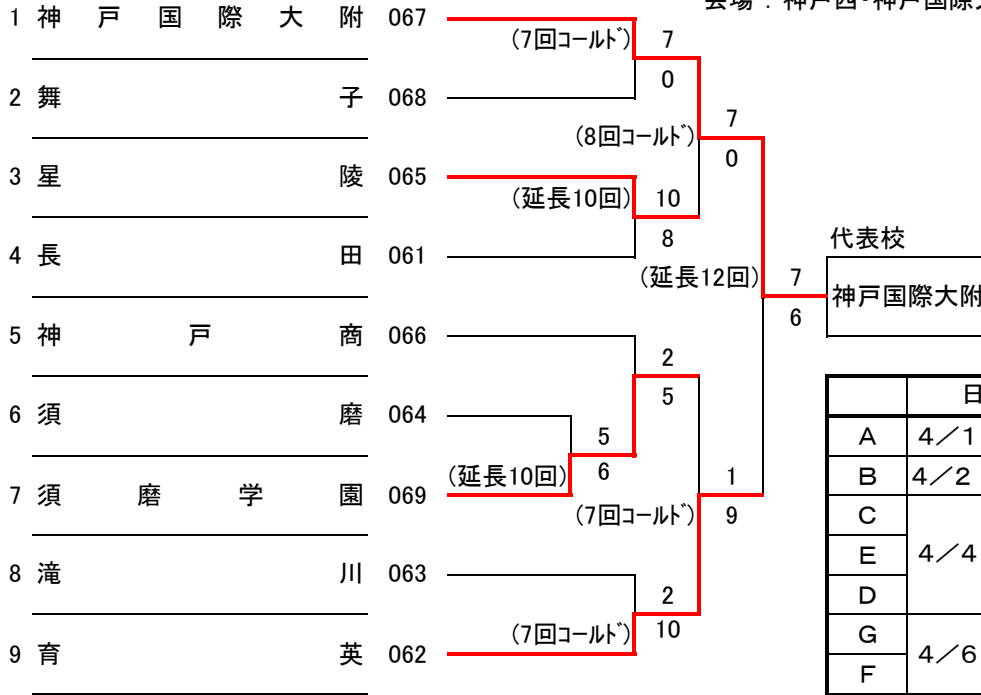 会場：神戸西・神戸国際
1 神戸国際大附 067
(7回コールド) 7
0
2 舞子 068
(8回コールド) 7
0
3 星陵 065
(延長10回) 10
8
4 長田 061
代表校
(延長12回) 7
6
神戸国際大附
5 神戸商 066
2
5
6 須磨 064
5
6
(延長10回)
7 須磨学園 069
1
9
(7回コールド)
8 滝川 063
2
10
(7回コールド)
9 育英 062
日
A 4／1
B 4／2
C
E 4／4
D
G 4／6
F